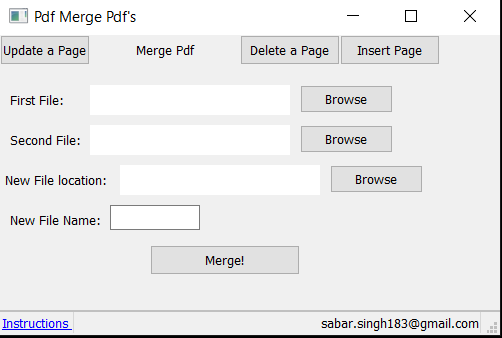 Pdf Merge Pdf's
Update a Page Merge Pdf Delete a Page Insert Page
First File: Browse
Second File: Browse
New File location: Browse
New File Name:
Merge!
Instructions sabar.singh183@gmail.com